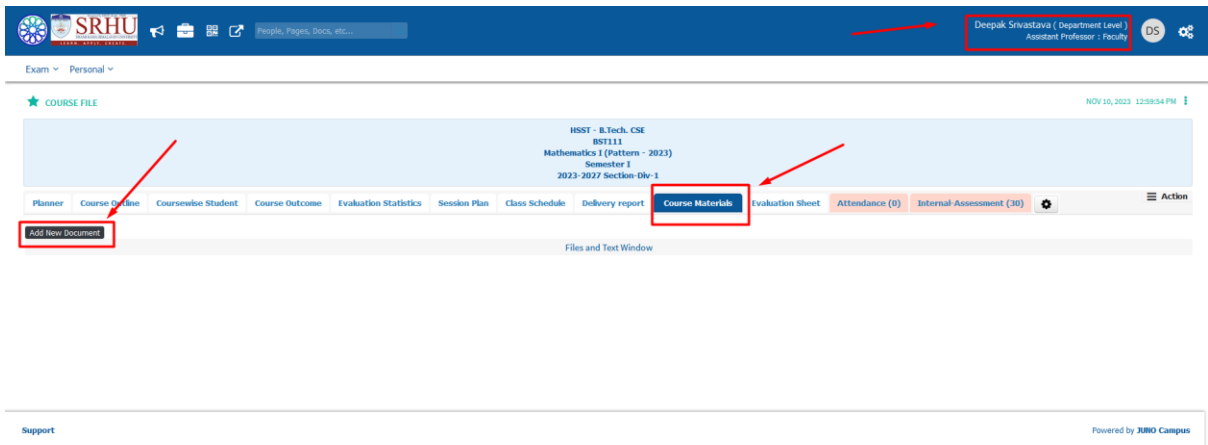 SRHU
LEARN. APPLY. CREATE.
People, Pages, Docs, etc...
Deepak Srivastava ( Department Level )
Assistant Professor : Faculty
DS
Exam Personal
COURSE FILE
NOV 10, 2023 12:59:54 PM
HSST - B.Tech. CSE
BST111
Mathematics I (Pattern - 2023)
Semester I
2023-2027 Section-Div-1
Planner Course Outline Coursewise Student Course Outcome Evaluation Statistics Session Plan Class Schedule Delivery report Course Materials Evaluation Sheet Attendance (0) Internal-Assessment (30) Action
Add New Document
Files and Text Window
Support
Powered by JUNO Campus